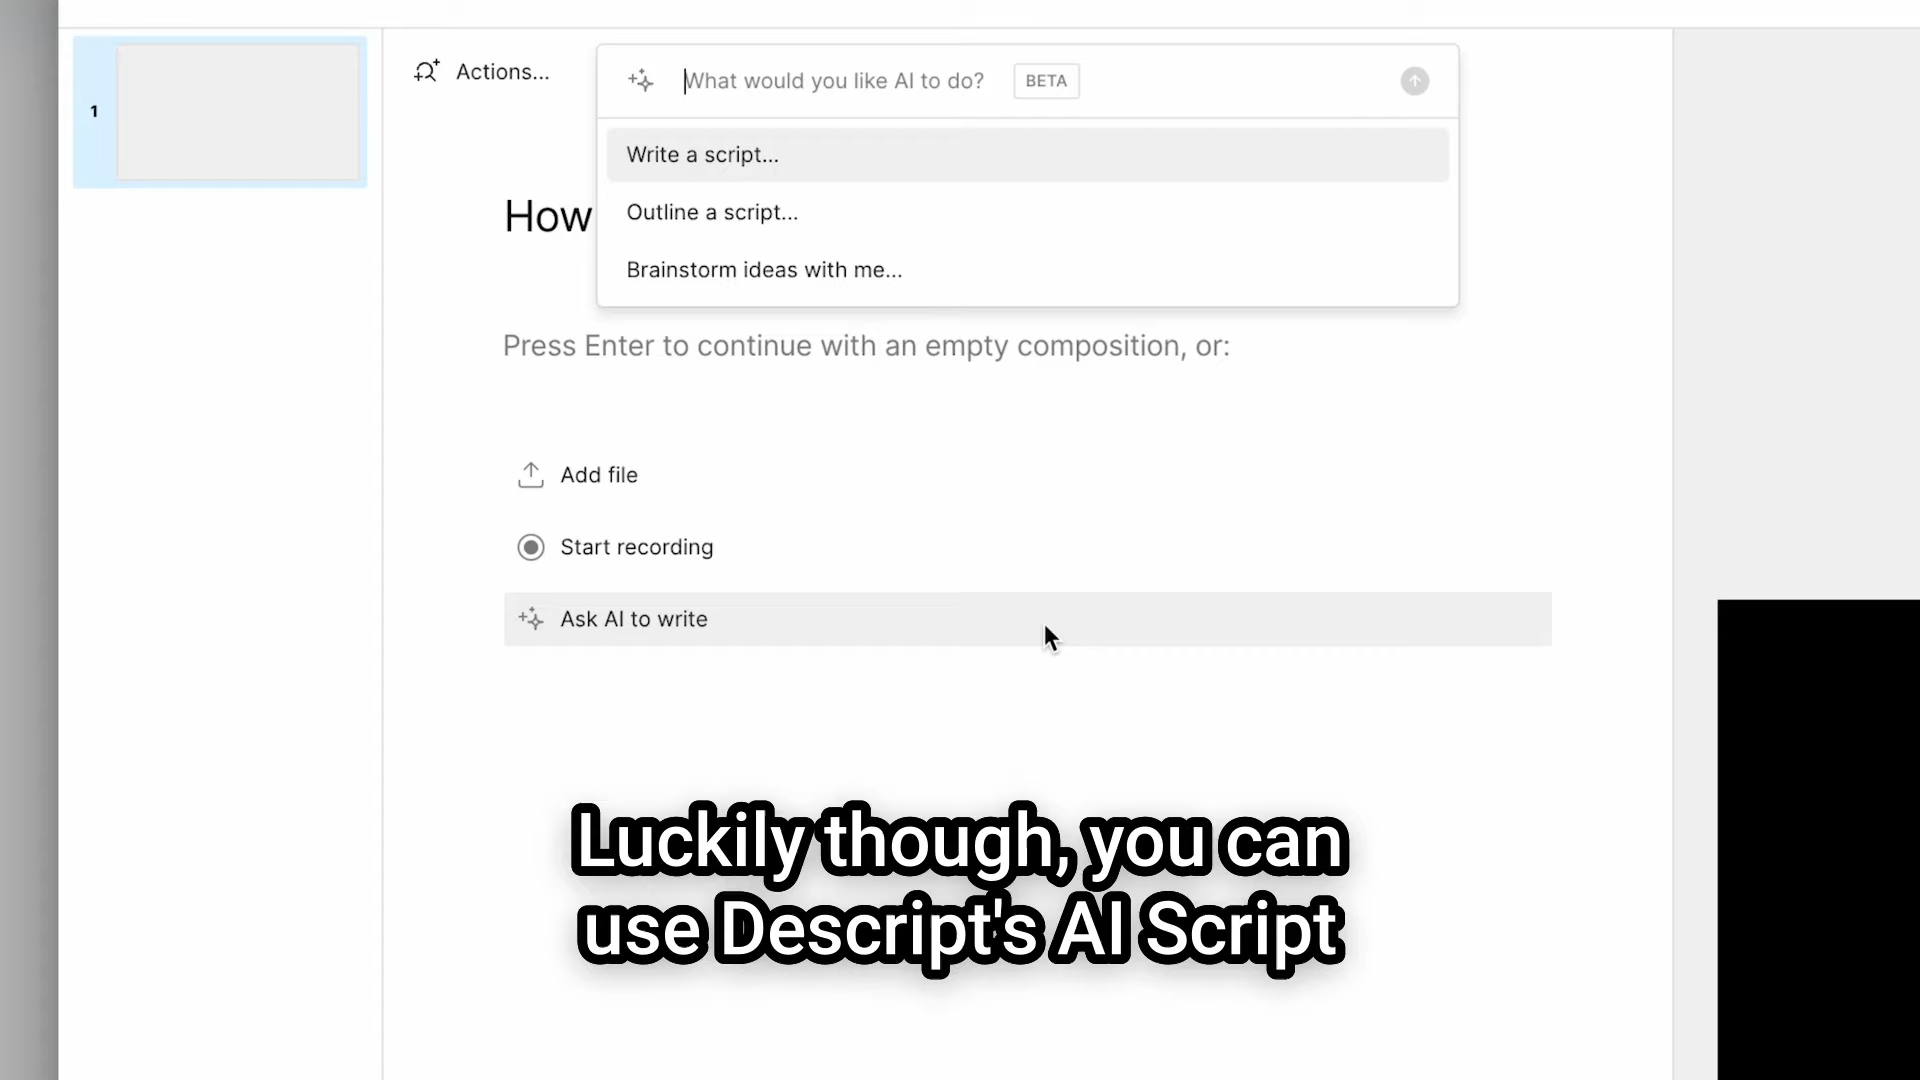 1
Actions...
What would you like AI to do?
BETA
Write a script...
Outline a script...
Brainstorm ideas with me...
How
Press Enter to continue with an empty composition, or:
Add file
Start recording
Ask AI to write
Luckily though, you can
use Descript's AI Script